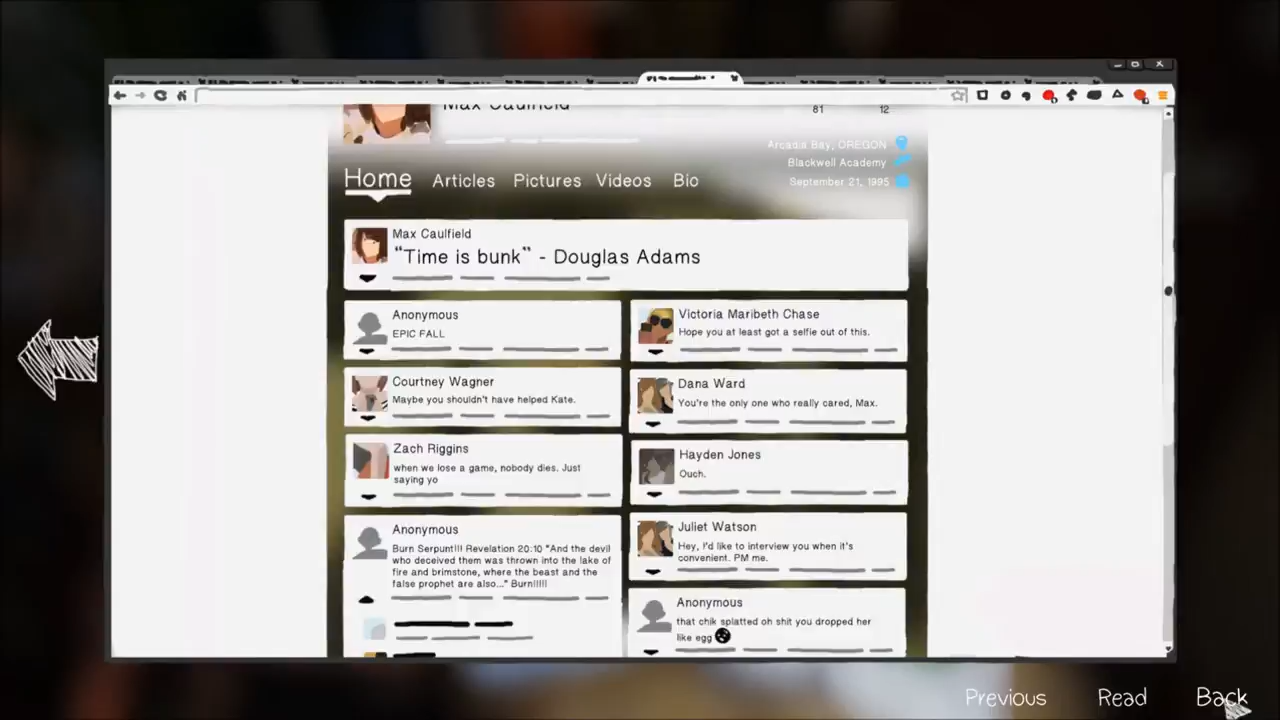 Max Caulfield
81 12
Arcadia Bay, OREGON
Blackwell Academy
September 21, 1995
Home Articles Pictures Videos Bio
Max Caulfield
“Time is bunk” - Douglas Adams
Anonymous
EPIC FALL
Victoria Maribeth Chase
Hope you at least got a selfie out of this.
Courtney Wagner
Maybe you shouldn't have helped Kate.
Dana Ward
You're the only one who really cared, Max.
Zach Riggins
when we lose a game, nobody dies. Just
saying yo
Hayden Jones
Ouch.
Anonymous
Burn Serpunt!!! Revelation 20:10 "And the devil
who deceived them was thrown into the lake of
fire and brimstone, where the beast and the
false prophet are also..." Burn!!!!!
Juliet Watson
Hey, I'd like to interview you when it's
convenient. PM me.
Anonymous
that chik splatted oh shit you dropped her
like egg
Previous Read Back